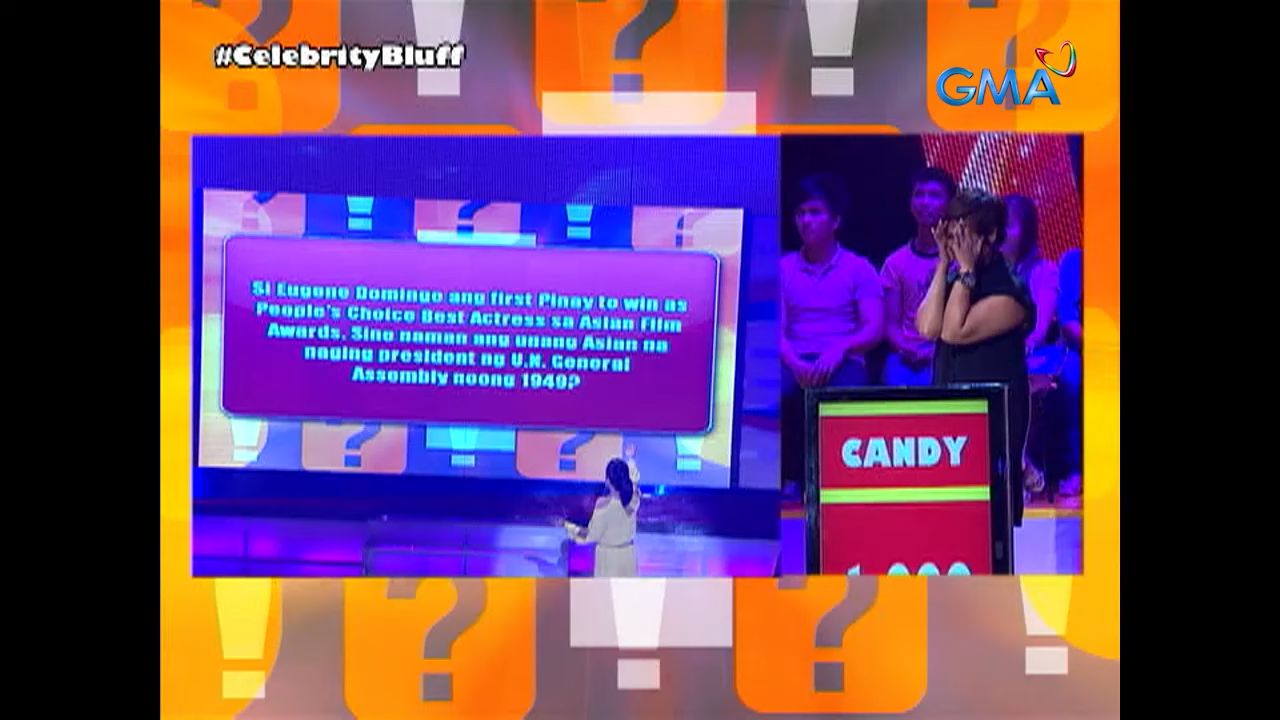 #CelebrityBluff
GMA
Si Eugene Domingo ang first Pinay to win as
People's Choice Best Actress sa Asian Film
Awards. Sino naman ang unang Asian na
naging president ng U.N. General
Assembly noong 1949?
CANDY